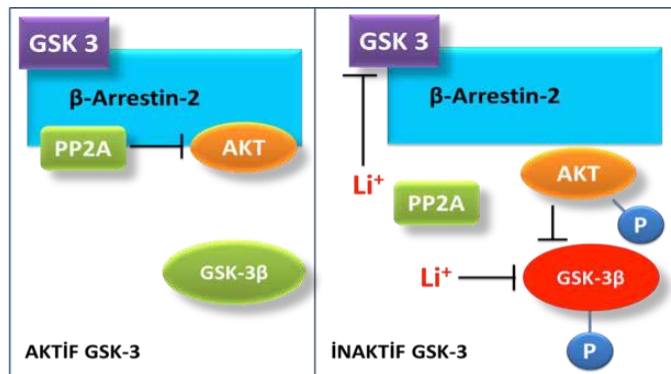 GSK 3
β-Arrestin-2
PP2A
AKT
GSK-3β
AKTİF GSK-3
GSK 3
β-Arrestin-2
Li⁺
PP2A
AKT
P
Li⁺
GSK-3β
P
İNAKTİF GSK-3